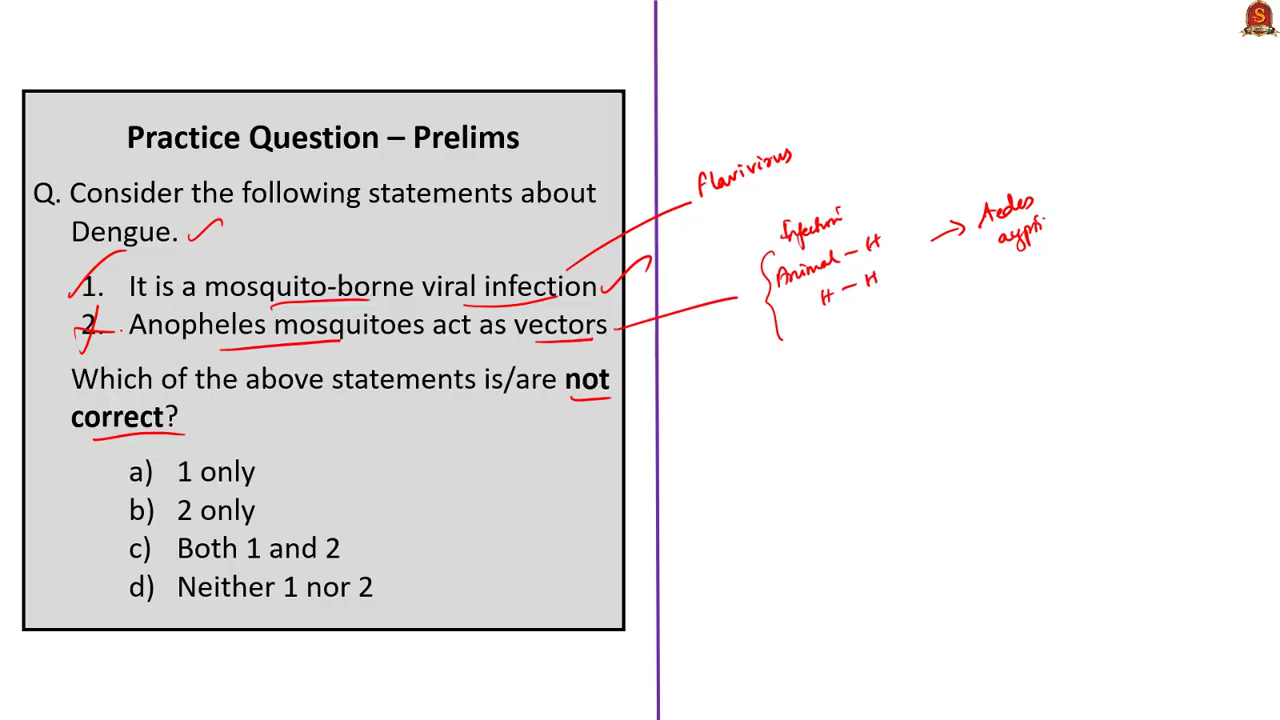 Practice Question – Prelims
Q. Consider the following statements about
Dengue.
1. It is a mosquito-borne viral infection
2. Anopheles mosquitoes act as vectors
Which of the above statements is/are not
correct?
a) 1 only
b) 2 only
c) Both 1 and 2
d) Neither 1 nor 2
Flavivirus
Infection
Animal – H
H – H
→ Aedes
S